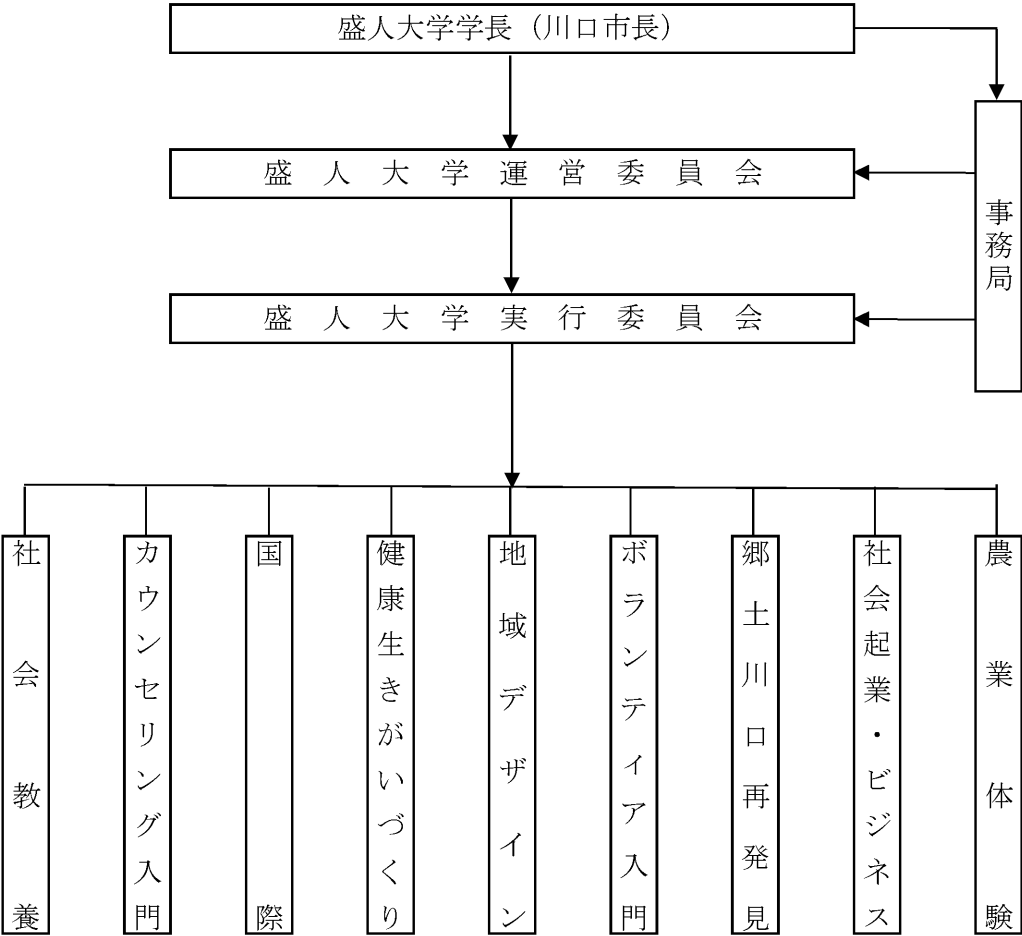 盛人大学学長（川口市長）
盛人大学運営委員会
事務局
盛人大学実行委員会
社会教養
カウンセリング入門
国際
健康生きがいづくり
地域デザイン
ボランティア入門
郷土川口再発見
社会起業・ビジネス
農業体験